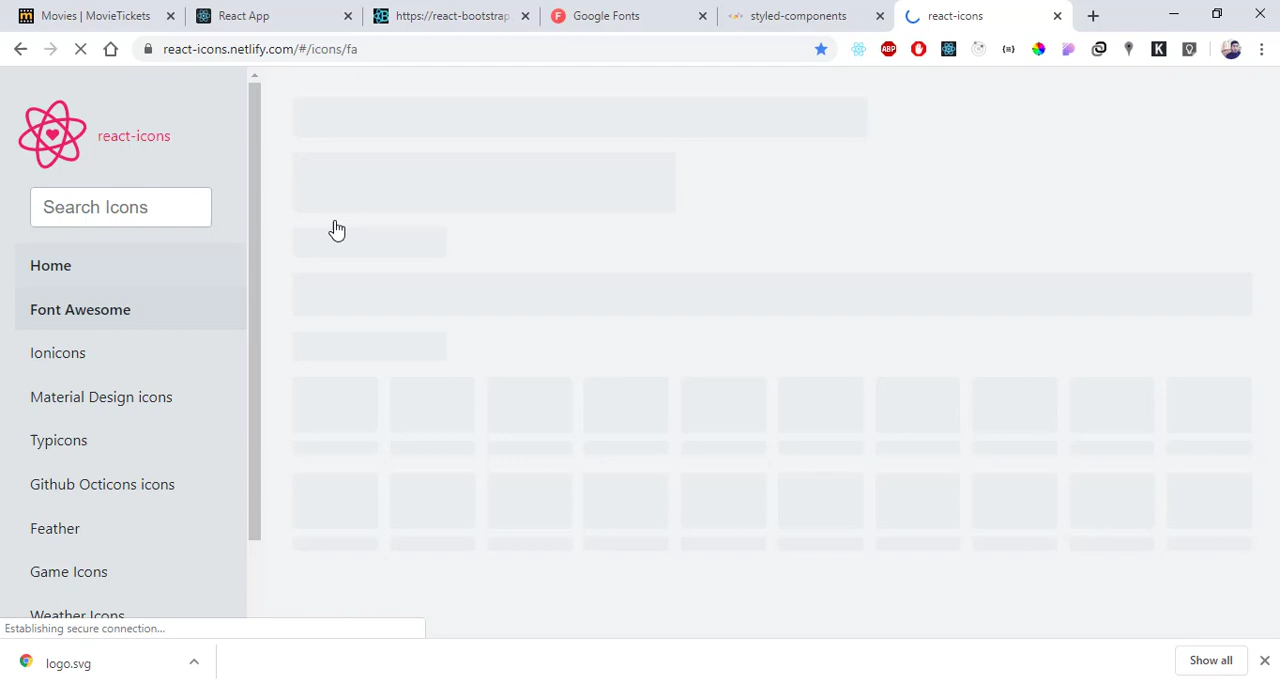 Movies | MovieTickets
React App
https://react-bootstrap
Google Fonts
styled-components
react-icons
react-icons.netlify.com/#/icons/fa
ABP
K
react-icons
Search Icons
Home
Font Awesome
Ionicons
Material Design icons
Typicons
Github Octicons icons
Feather
Game Icons
Weather Icons
Establishing secure connection...
logo.svg
Show all